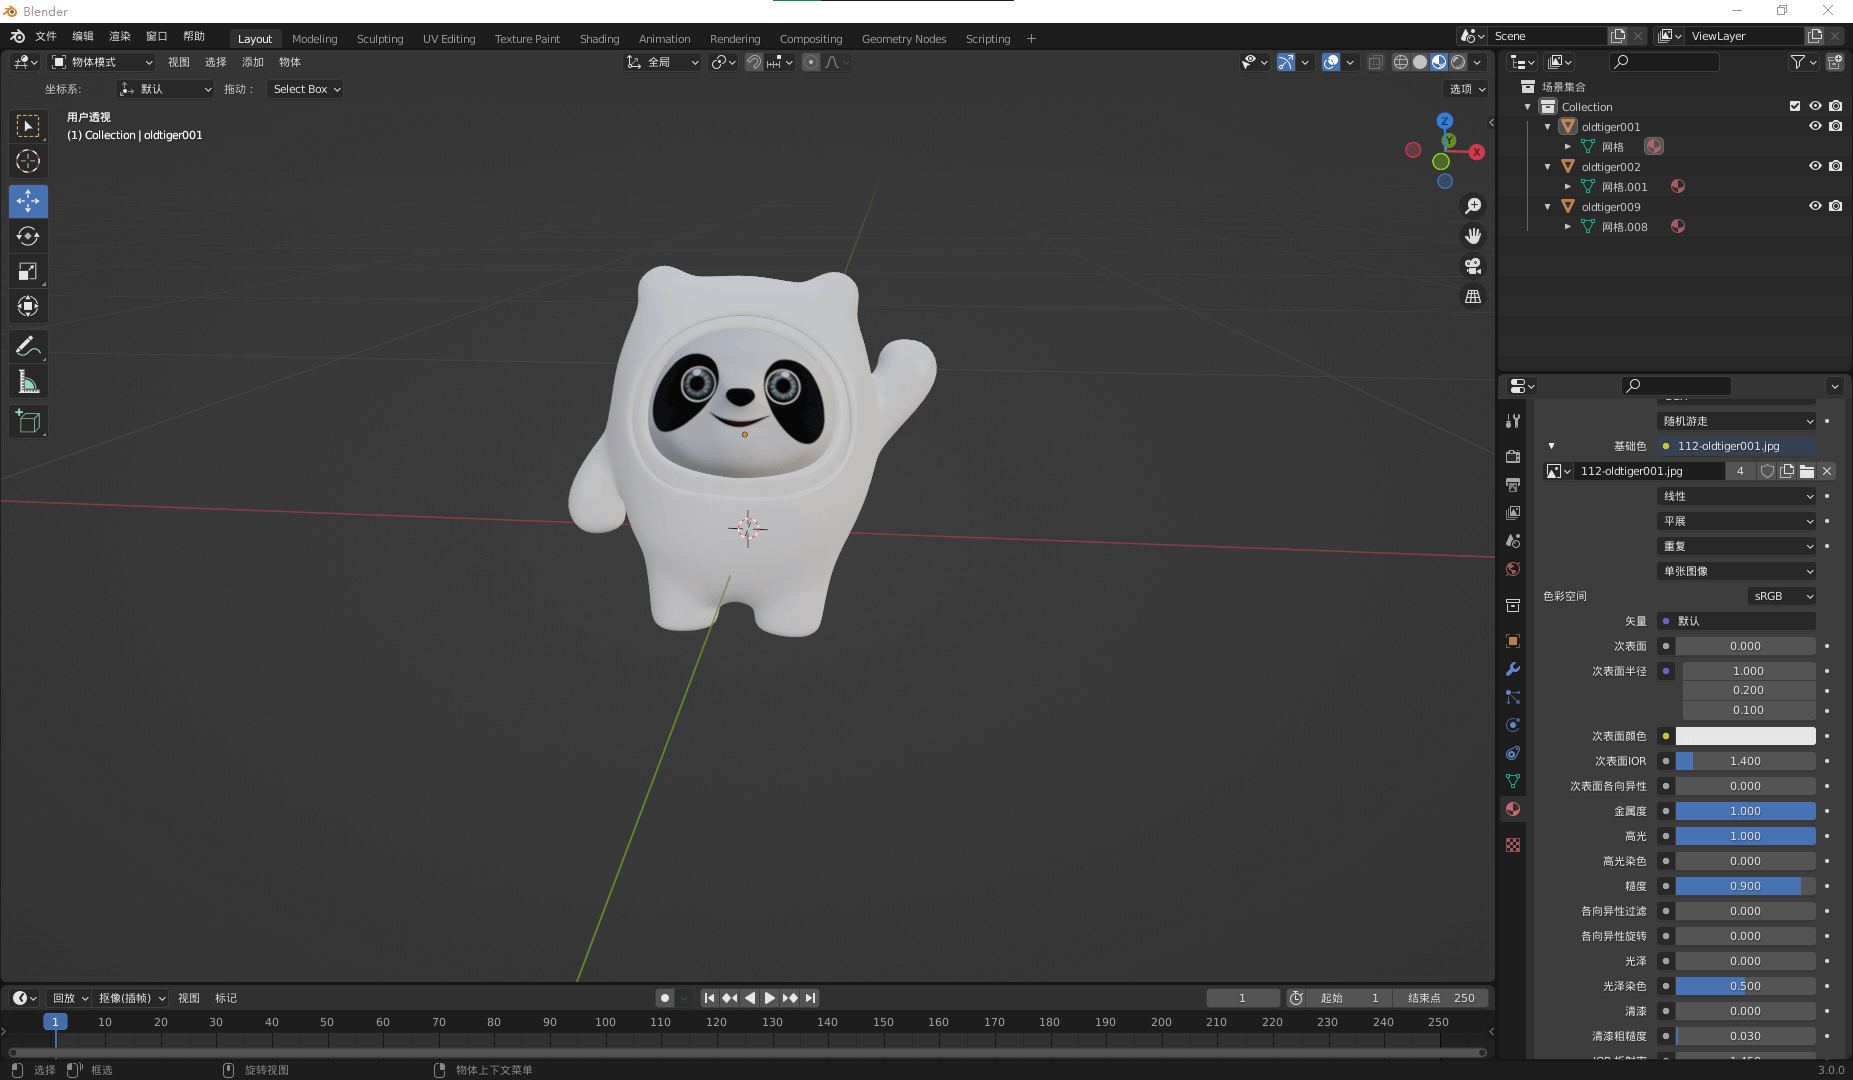 Blender
文件 编辑 渲染 窗口 帮助 Layout Modeling Sculpting UV Editing Texture Paint Shading Animation Rendering Compositing Geometry Nodes Scripting + Scene ViewLayer
物体模式 视图 选择 添加 物体 全局
坐标系: 默认 拖动: Select Box 选项
用户透视
(1) Collection | oldtiger001
Z
Y
X
场景集合
Collection
oldtiger001
网格
oldtiger002
网格.001
oldtiger009
网格.008
随机游走
基础色 112-oldtiger001.jpg
112-oldtiger001.jpg 4
线性
平展
重复
单张图像
色彩空间 sRGB
矢量 默认
次表面 0.000
次表面半径 1.000
0.200
0.100
次表面颜色
次表面IOR 1.400
次表面各向异性 0.000
金属度 1.000
高光 1.000
高光染色 0.000
糙度 0.900
各向异性过滤 0.000
各向异性旋转 0.000
光泽 0.000
光泽染色 0.500
清漆 0.000
清漆粗糙度 0.030
回放 抠像(插帧) 视图 标记 1 起始 1 结束点 250
1 10 20 30 40 50 60 70 80 90 100 110 120 130 140 150 160 170 180 190 200 210 220 230 240 250
选择 框选 旋转视图 物体上下文菜单 3.0.0